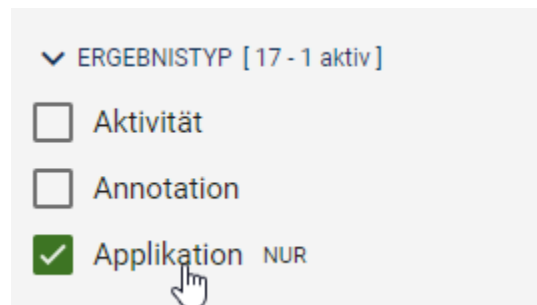 ERGEBNISTYP [ 17 - 1 aktiv ]
Aktivität
Annotation
Applikation NUR